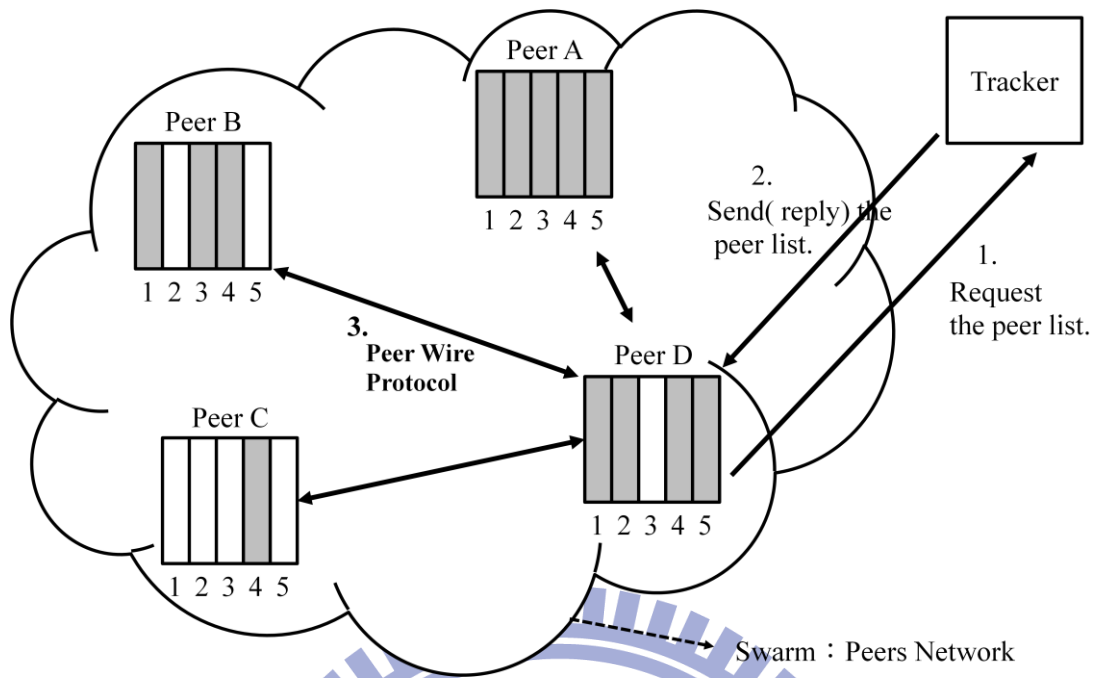 Peer A
1 2 3 4 5
Tracker
Peer B
1 2 3 4 5
2.
Send( reply) the
peer list.
1.
Request
the peer list.
3.
Peer Wire
Protocol
Peer D
1 2 3 4 5
Peer C
1 2 3 4 5
Swarm：Peers Network